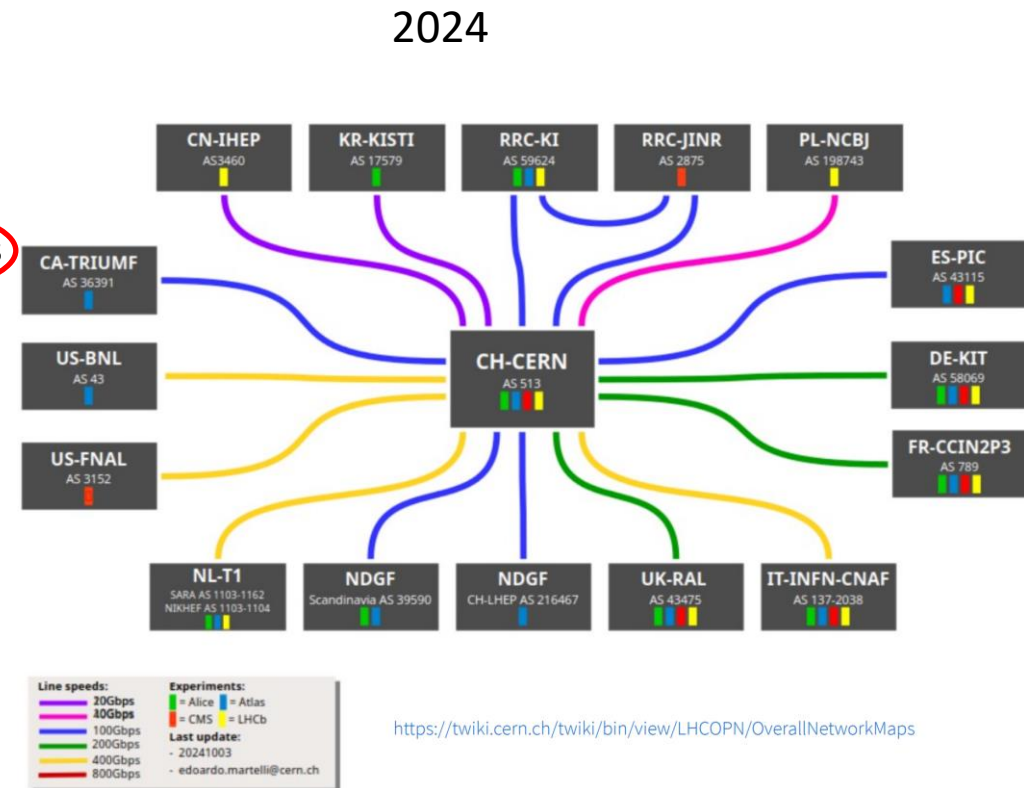 2024
CN-IHEP
AS3460
KR-KISTI
AS 17579
RRC-KI
AS 59624
RRC-JINR
AS 2875
PL-NCBJ
AS 198743
CA-TRIUMF
AS 36391
ES-PIC
AS 43115
US-BNL
AS 43
CH-CERN
AS 513
DE-KIT
AS 58069
US-FNAL
AS 3152
FR-CCIN2P3
AS 789
NL-T1
SARA AS 1103-1162
NIKHEF AS 1103-1104
NDGF
Scandinavia AS 39590
NDGF
CH-LHEP AS 216467
UK-RAL
AS 43475
IT-INFN-CNAF
AS 137-2038
Line speeds:
100Gbps
200Gbps
400Gbps
800Gbps
Experiments:
= Alice = Atlas
= CMS = LHCb
Last update:
- 20241003
- edoardo.martelli@cern.ch
https://twiki.cern.ch/twiki/bin/view/LHCOPN/OverallNetworkMaps